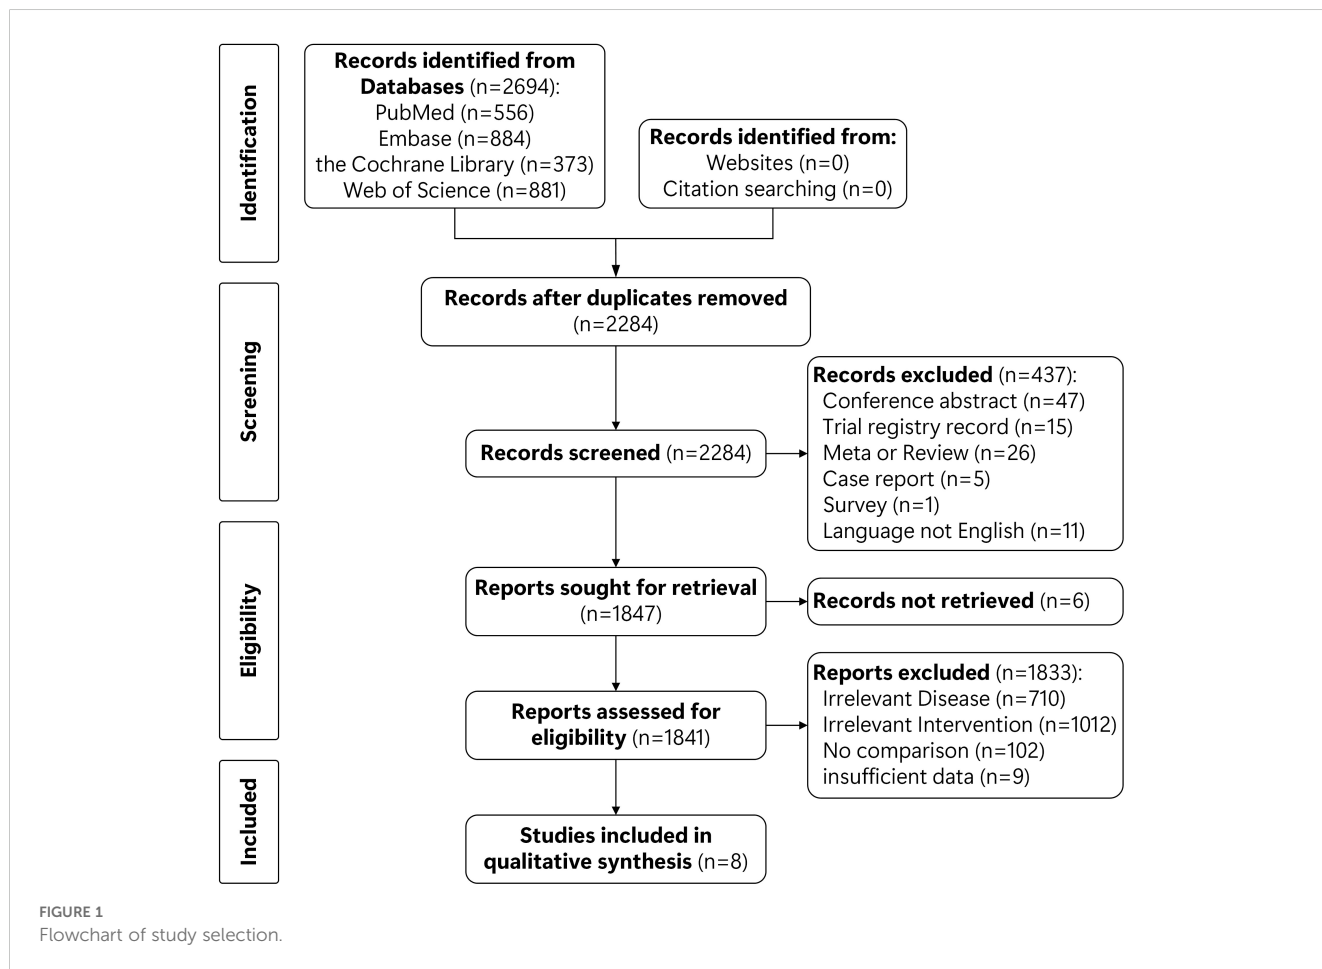 Identification
Records identified from
Databases (n=2694):
PubMed (n=556)
Embase (n=884)
the Cochrane Library (n=373)
Web of Science (n=881)
Records identified from:
Websites (n=0)
Citation searching (n=0)
Screening
Records after duplicates removed
(n=2284)
Records screened (n=2284)
Records excluded (n=437):
Conference abstract (n=47)
Trial registry record (n=15)
Meta or Review (n=26)
Case report (n=5)
Survey (n=1)
Language not English (n=11)
Eligibility
Reports sought for retrieval
(n=1847)
Records not retrieved (n=6)
Reports assessed for
eligibility (n=1841)
Reports excluded (n=1833):
Irrelevant Disease (n=710)
Irrelevant Intervention (n=1012)
No comparison (n=102)
insufficient data (n=9)
Included
Studies included in
qualitative synthesis (n=8)
FIGURE 1
Flowchart of study selection.